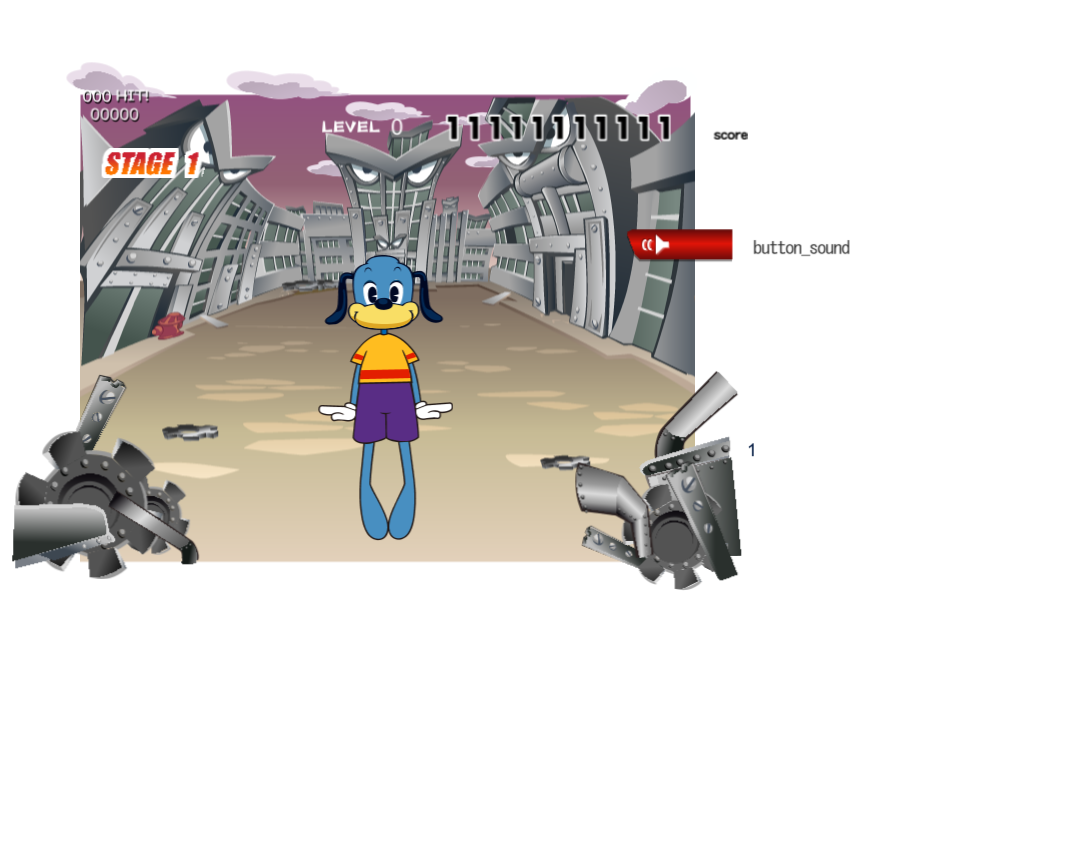 000 HIT!
00000
LEVEL 0
11111111111
score
STAGE 1
button_sound
1